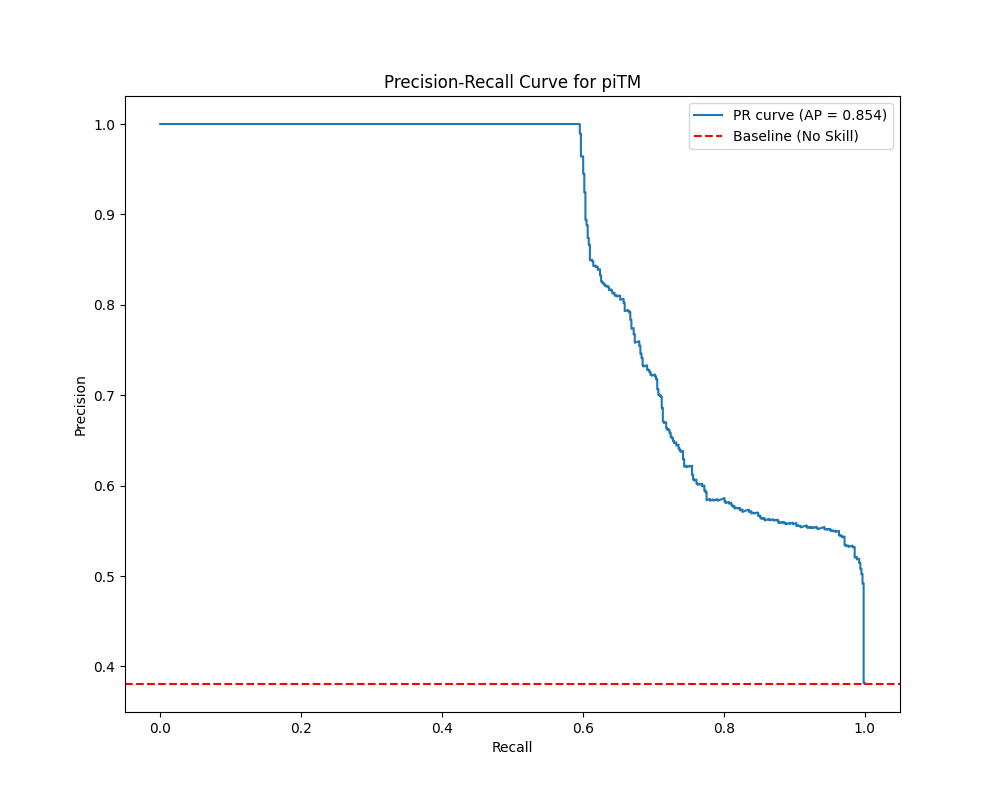 Precision-Recall Curve for piTM
PR curve (AP = 0.854)
Baseline (No Skill)
Precision
1.0
0.9
0.8
0.7
0.6
0.5
0.4
0.0 0.2 0.4 0.6 0.8 1.0
Recall